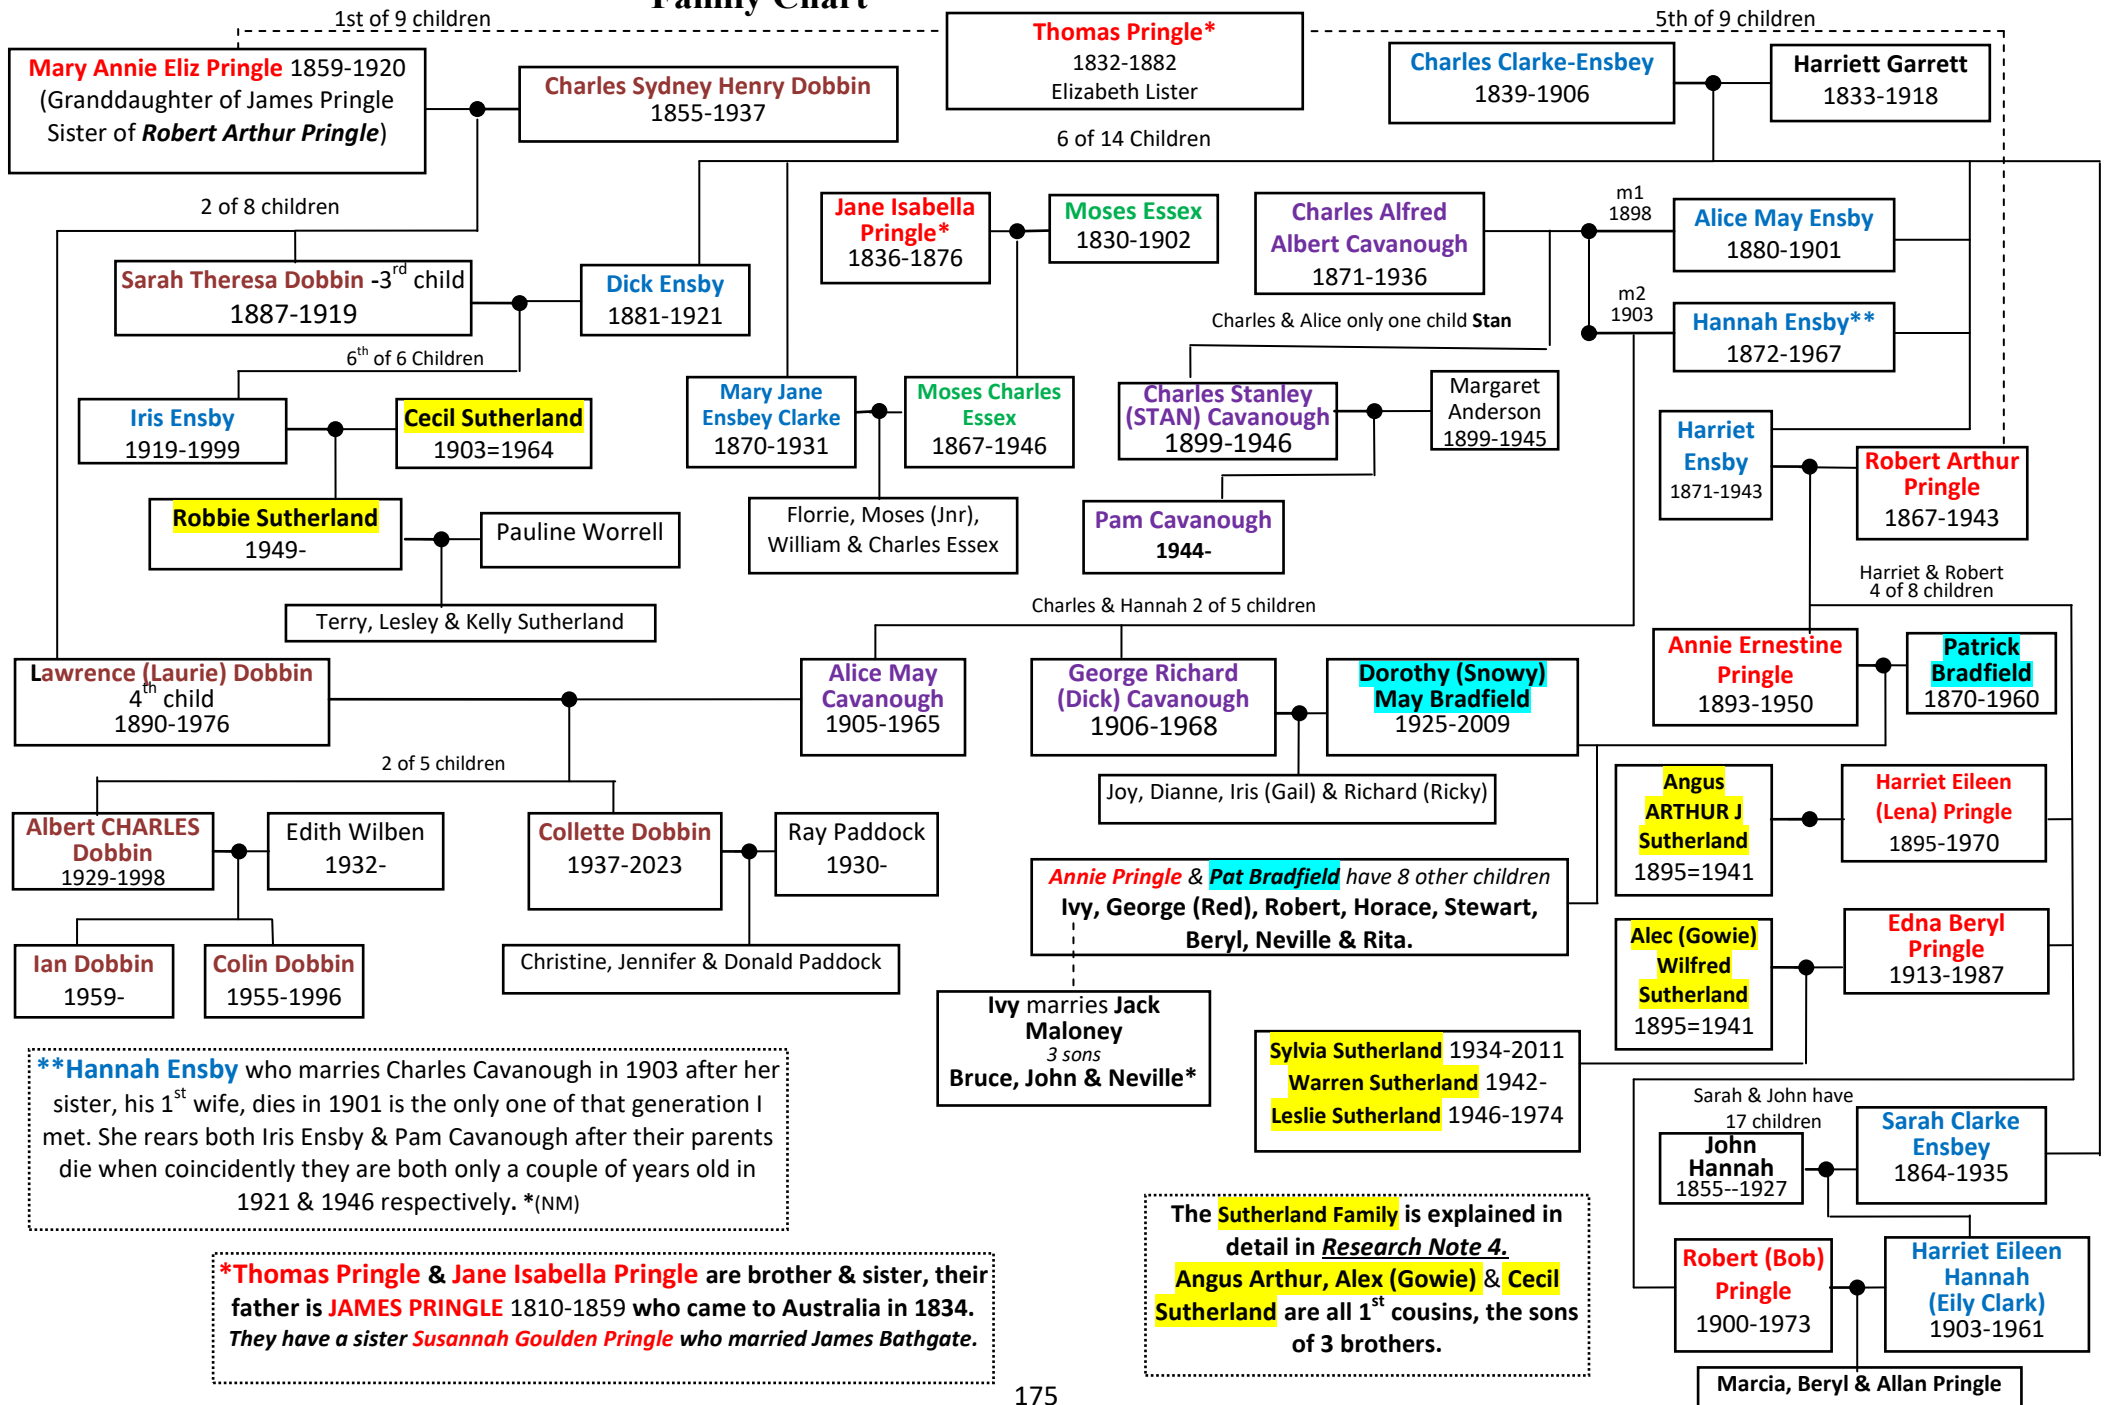 Family Chart
1st of 9 children
5th of 9 children
Mary Annie Eliz Pringle 1859-1920
(Granddaughter of James Pringle
Sister of Robert Arthur Pringle)
Charles Sydney Henry Dobbin
1855-1937
Thomas Pringle*
1832-1882
Elizabeth Lister
Charles Clarke-Ensbey
1839-1906
Harriett Garrett
1833-1918
6 of 14 Children
2 of 8 children
Sarah Theresa Dobbin -3rd child
1887-1919
Dick Ensby
1881-1921
Jane Isabella
Pringle*
1836-1876
Moses Essex
1830-1902
Charles Alfred
Albert Cavanough
1871-1936
m1
1898
Alice May Ensby
1880-1901
m2
1903
Hannah Ensby**
1872-1967
Charles & Alice only one child Stan
6th of 6 Children
Iris Ensby
1919-1999
Cecil Sutherland
1903=1964
Mary Jane
Ensbey Clarke
1870-1931
Moses Charles
Essex
1867-1946
Charles Stanley
(STAN) Cavanough
1899-1946
Margaret
Anderson
1899-1945
Harriet
Ensby
1871-1943
Robert Arthur
Pringle
1867-1943
Robbie Sutherland
1949-
Pauline Worrell
Florrie, Moses (Jnr),
William & Charles Essex
Pam Cavanough
1944-
Harriet & Robert
4 of 8 children
Terry, Lesley & Kelly Sutherland
Charles & Hannah 2 of 5 children
Lawrence (Laurie) Dobbin
4th child
1890-1976
Alice May
Cavanough
1905-1965
George Richard
(Dick) Cavanough
1906-1968
Dorothy (Snowy)
May Bradfield
1925-2009
Annie Ernestine
Pringle
1893-1950
Patrick
Bradfield
1870-1960
2 of 5 children
Joy, Dianne, Iris (Gail) & Richard (Ricky)
Angus
ARTHUR J
Sutherland
1895=1941
Harriet Eileen
(Lena) Pringle
1895-1970
Albert CHARLES
Dobbin
1929-1998
Edith Wilben
1932-
Collette Dobbin
1937-2023
Ray Paddock
1930-
Annie Pringle & Pat Bradfield have 8 other children
Ivy, George (Red), Robert, Horace, Stewart,
Beryl, Neville & Rita.
Alec (Gowie)
Wilfred
Sutherland
1895=1941
Edna Beryl
Pringle
1913-1987
Ian Dobbin
1959-
Colin Dobbin
1955-1996
Christine, Jennifer & Donald Paddock
Ivy marries Jack
Maloney
3 sons
Bruce, John & Neville*
Sylvia Sutherland 1934-2011
Warren Sutherland 1942-
Leslie Sutherland 1946-1974
**Hannah Ensby who marries Charles Cavanough in 1903 after her
sister, his 1st wife, dies in 1901 is the only one of that generation I
met. She rears both Iris Ensby & Pam Cavanough after their parents
die when coincidently they are both only a couple of years old in
1921 & 1946 respectively. *(NM)
Sarah & John have
17 children
John
Hannah
1855--1927
Sarah Clarke
Ensbey
1864-1935
The Sutherland Family is explained in
detail in Research Note 4.
Angus Arthur, Alex (Gowie) & Cecil
Sutherland are all 1st cousins, the sons
of 3 brothers.
Robert (Bob)
Pringle
1900-1973
Harriet Eileen
Hannah
(Eily Clark)
1903-1961
*Thomas Pringle & Jane Isabella Pringle are brother & sister, their
father is JAMES PRINGLE 1810-1859 who came to Australia in 1834.
They have a sister Susannah Goulden Pringle who married James Bathgate.
Marcia, Beryl & Allan Pringle
175